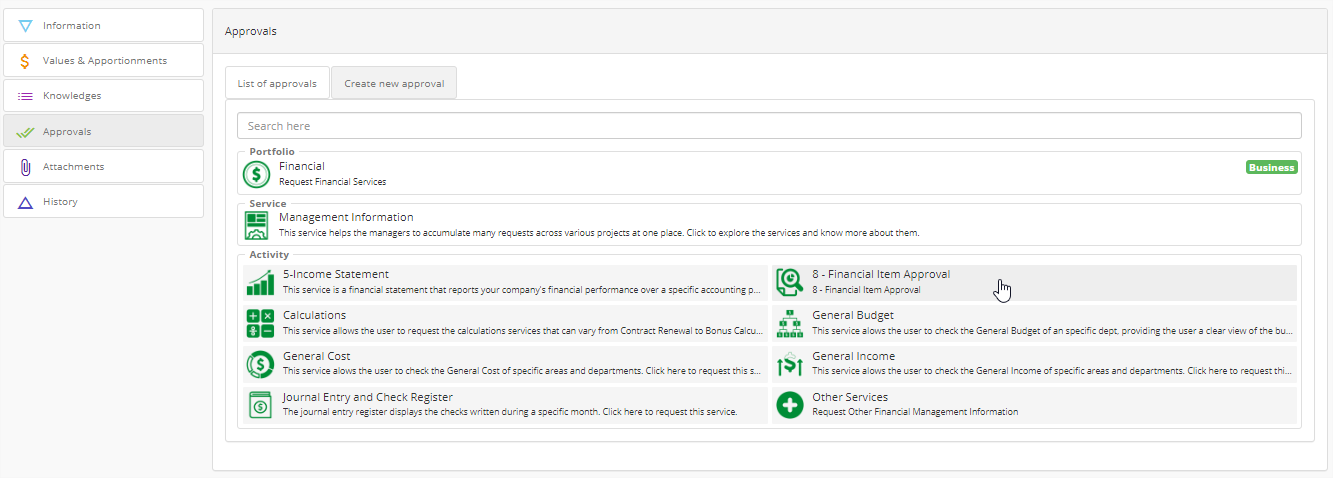 Information
Values & Apportionments
Knowledges
Approvals
Attachments
History
Approvals
List of approvals
Create new approval
Search here
Portfolio
Financial
Request Financial Services
Business
Service
Management Information
This service helps the managers to accumulate many requests across various projects at one place. Click to explore the services and know more about them.
Activity
5-Income Statement
This service is a financial statement that reports your company's financial performance over a specific accounting p...
8 - Financial Item Approval
8 - Financial Item Approval
Calculations
This service allows the user to request the calculations services that can vary from Contract Renewal to Bonus Calcu...
General Budget
This service alows the user to check the General Budget of an specific dept, providing the user a clear view of the bu...
General Cost
This service alows the user to check the General Cost of specific areas and departments. Click here to request this s...
General Income
This service alows the user to check the General Income of specific areas and departments. Click here to request thi...
Journal Entry and Check Register
The journal entry register displays the checks written during a specific month. Click here to request this service.
Other Services
Request Other Financial Management Information